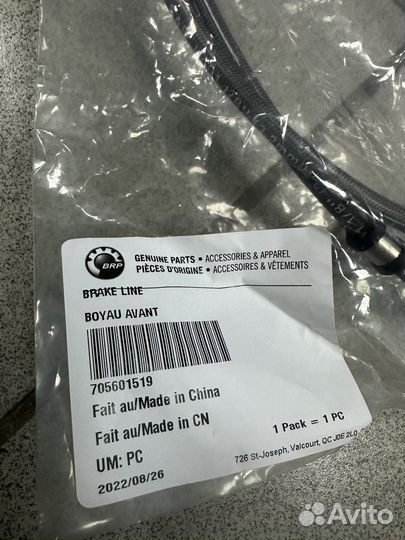 BRP
GENUINE PARTS • ACCESSORIES & APPAREL
PIÈCES D'ORIGINE • ACCESSOIRES & VÊTEMENTS
BRAKE LINE
BOYAU AVANT
705601519
Fait au/Made in China
Fait au/Made in CN
1 Pack = 1 PC
UM: PC
726 St-Joseph, Valcourt, QC J0E 2L0
2022/08/26
Avito